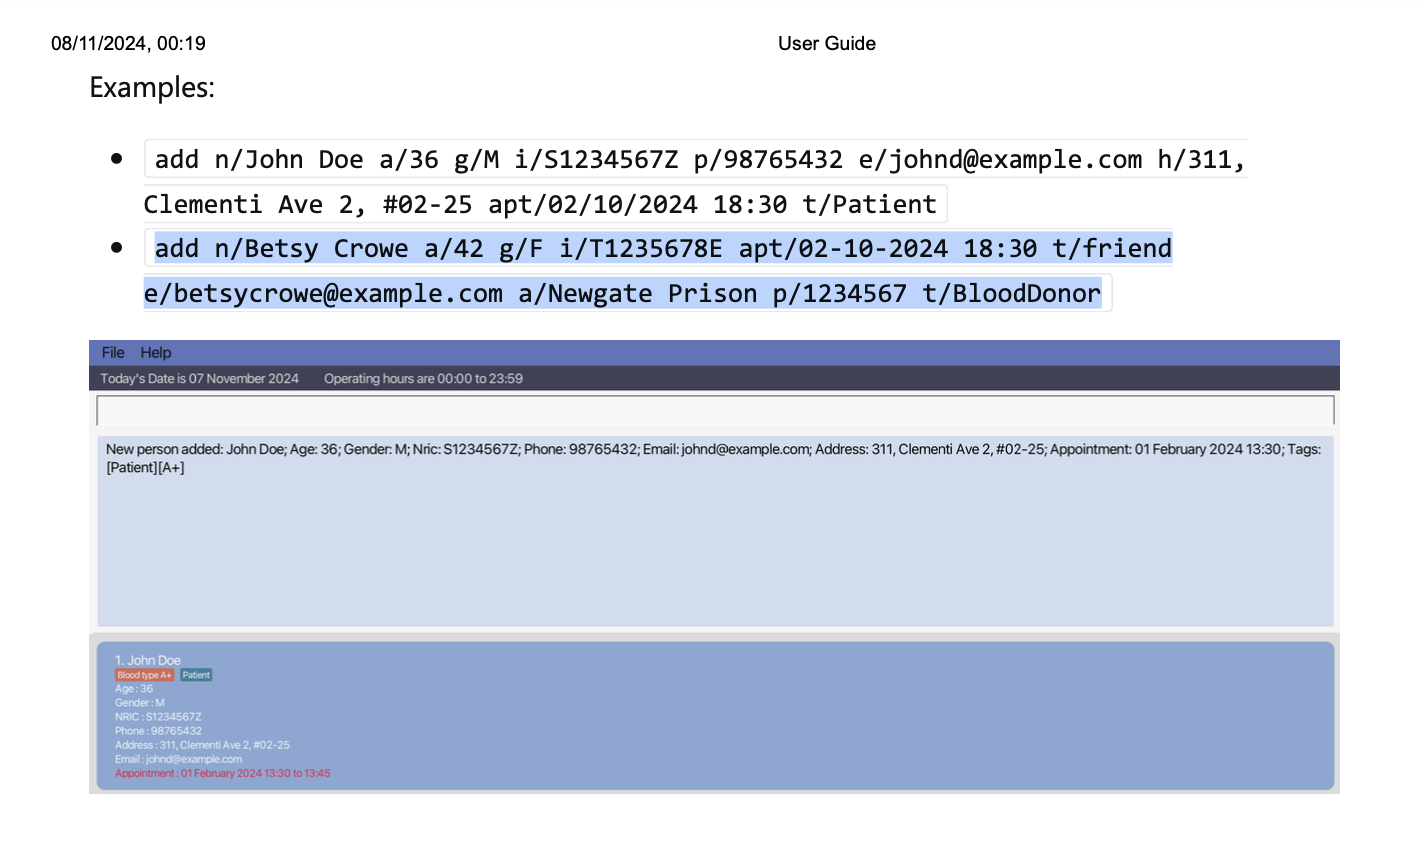 08/11/2024, 00:19 User Guide
Examples:
add n/John Doe a/36 g/M i/S1234567Z p/98765432 e/johnd@example.com h/311,
Clementi Ave 2, #02-25 apt/02/10/2024 18:30 t/Patient
add n/Betsy Crowe a/42 g/F i/T1235678E apt/02-10-2024 18:30 t/friend
e/betsycrowe@example.com a/Newgate Prison p/1234567 t/BloodDonor
File Help
Today's Date is 07 November 2024 Operating hours are 00:00 to 23:59
New person added: John Doe; Age: 36; Gender: M; Nric: S1234567Z; Phone: 98765432; Email: johnd@example.com; Address: 311, Clementi Ave 2, #02-25; Appointment: 01 February 2024 13:30; Tags:
[Patient][A+]
1. John Doe
Blood type A+ Patient
Age : 36
Gender : M
NRIC : S1234567Z
Phone : 98765432
Address : 311, Clementi Ave 2, #02-25
Email : johnd@example.com
Appointment : 01 February 2024 13:30 to 13:45